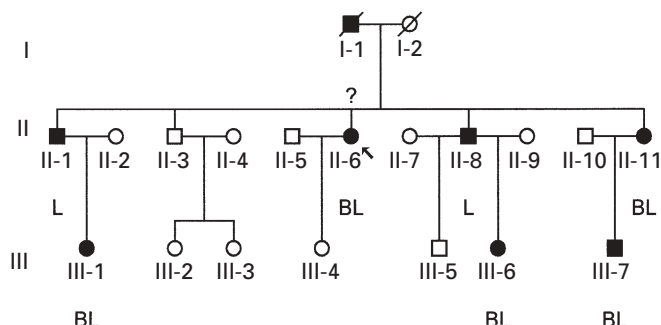 I
I-1 I-2
?
II
II-1 II-2 II-3 II-4 II-5 II-6 II-7 II-8 II-9 II-10 II-11
L BL L BL
III
III-1 III-2 III-3 III-4 III-5 III-6 III-7
BL BL BL